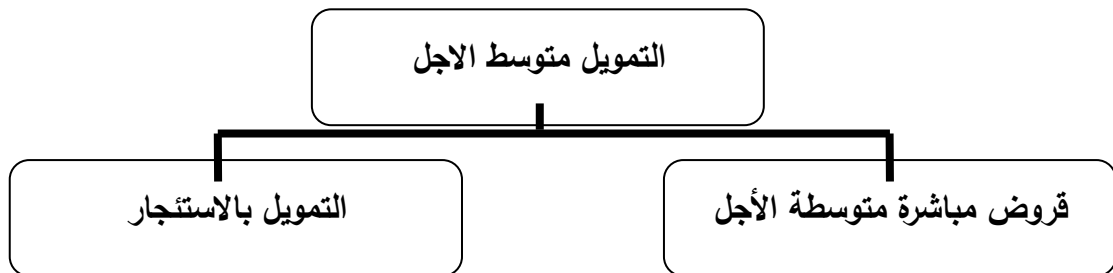 التمويل متوسط الاجل
قروض مباشرة متوسطة الأجل
التمويل بالاستئجار